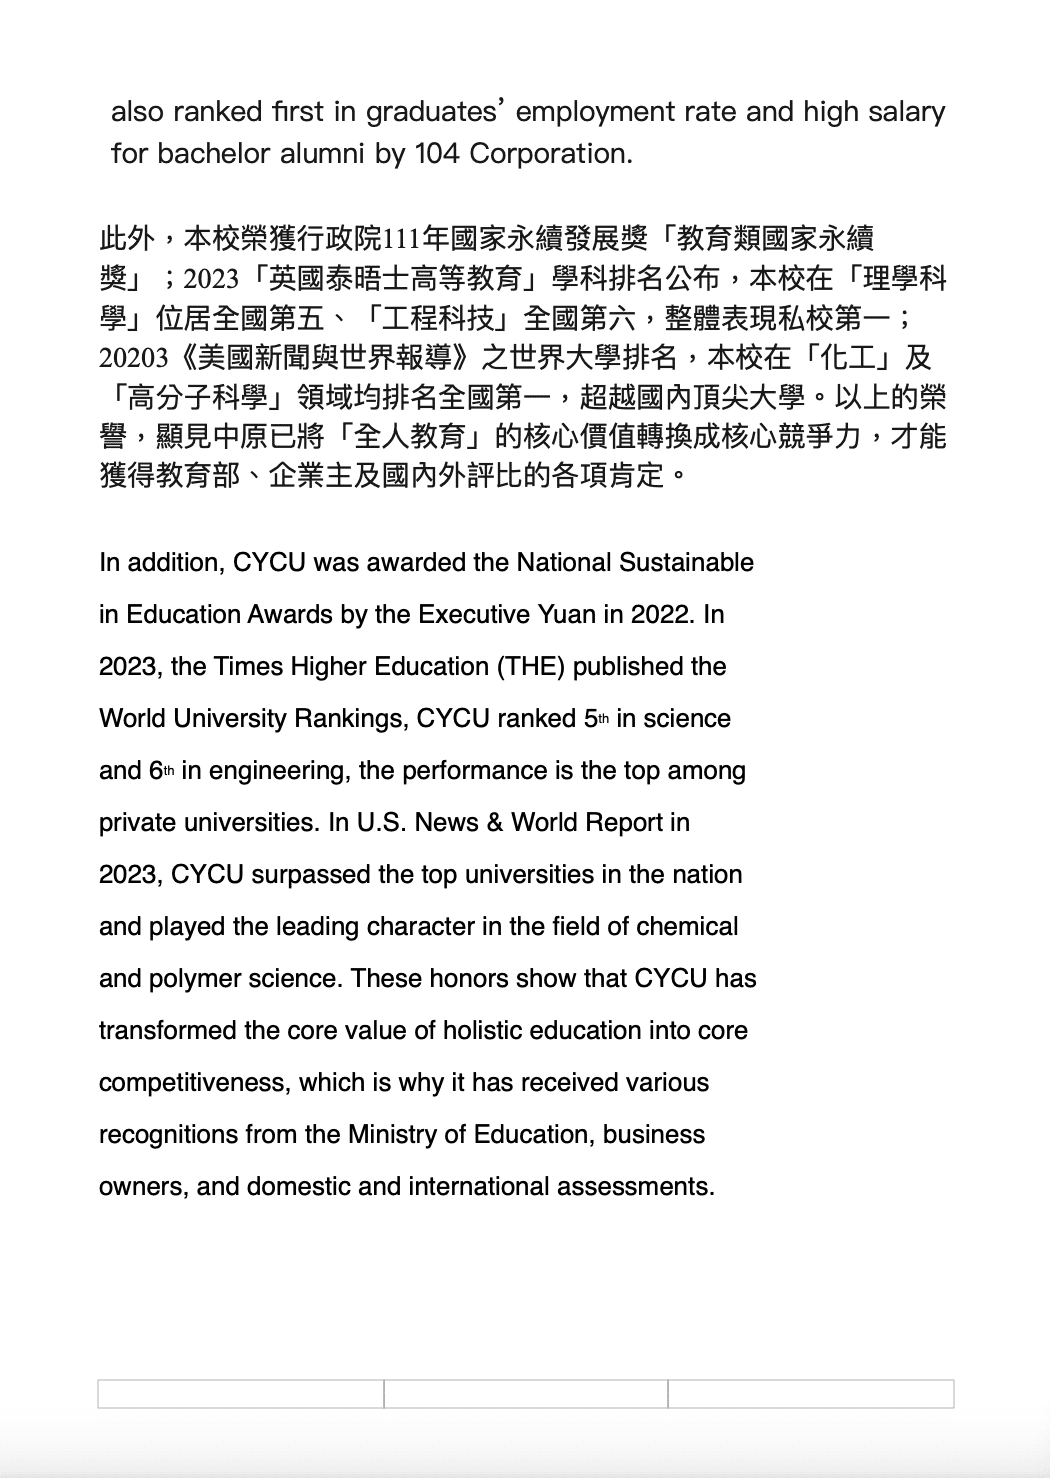 also ranked first in graduates’ employment rate and high salary
for bachelor alumni by 104 Corporation.
此外，本校榮獲行政院111年國家永續發展獎「教育類國家永續
獎」；2023「英國泰晤士高等教育」學科排名公布，本校在「理學科
學」位居全國第五、「工程科技」全國第六，整體表現私校第一；
20203《美國新聞與世界報導》之世界大學排名，本校在「化工」及
「高分子科學」領域均排名全國第一，超越國內頂尖大學。以上的榮
譽，顯見中原已將「全人教育」的核心價值轉換成核心競爭力，才能
獲得教育部、企業主及國內外評比的各項肯定。
In addition, CYCU was awarded the National Sustainable
in Education Awards by the Executive Yuan in 2022. In
2023, the Times Higher Education (THE) published the
World University Rankings, CYCU ranked 5th in science
and 6th in engineering, the performance is the top among
private universities. In U.S. News & World Report in
2023, CYCU surpassed the top universities in the nation
and played the leading character in the field of chemical
and polymer science. These honors show that CYCU has
transformed the core value of holistic education into core
competitiveness, which is why it has received various
recognitions from the Ministry of Education, business
owners, and domestic and international assessments.